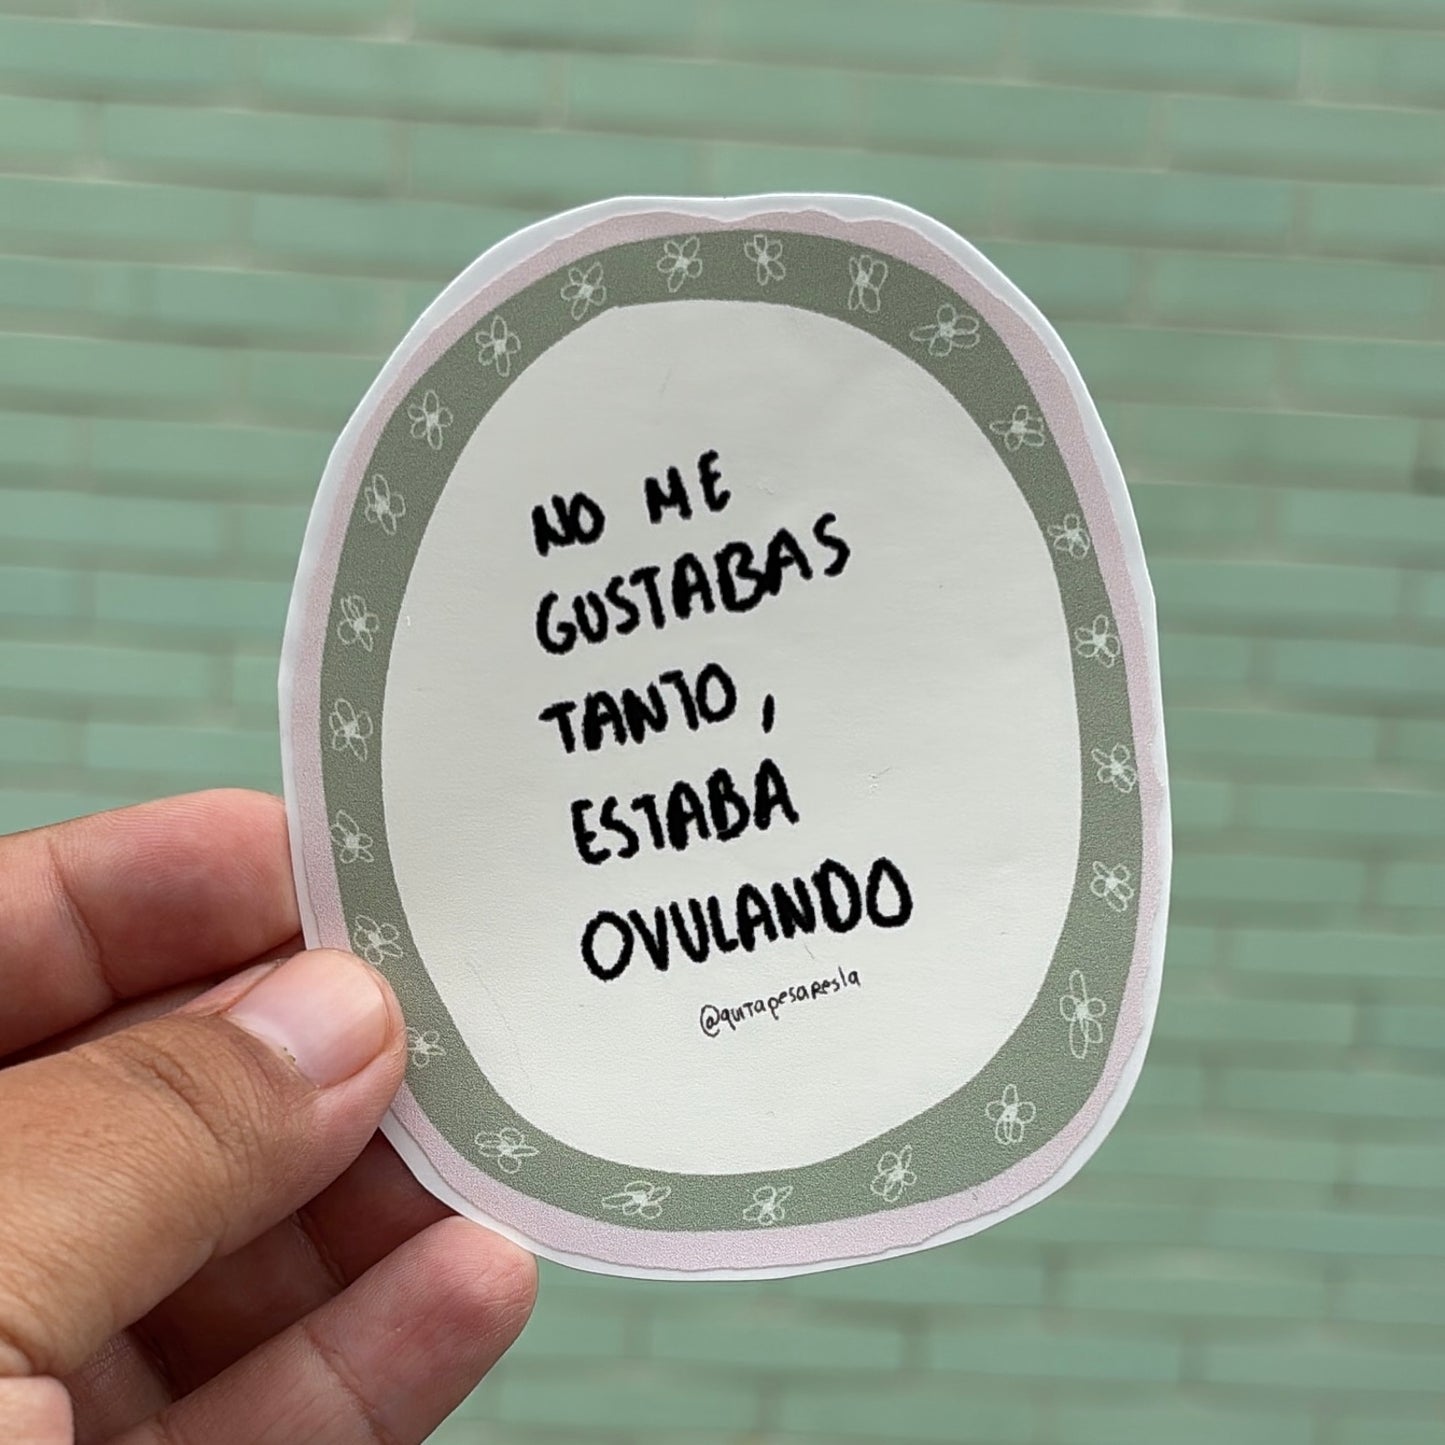 NO ME
GUSTABAS
TANTO,
ESTABA
OVULANDO
@quitapesaresla